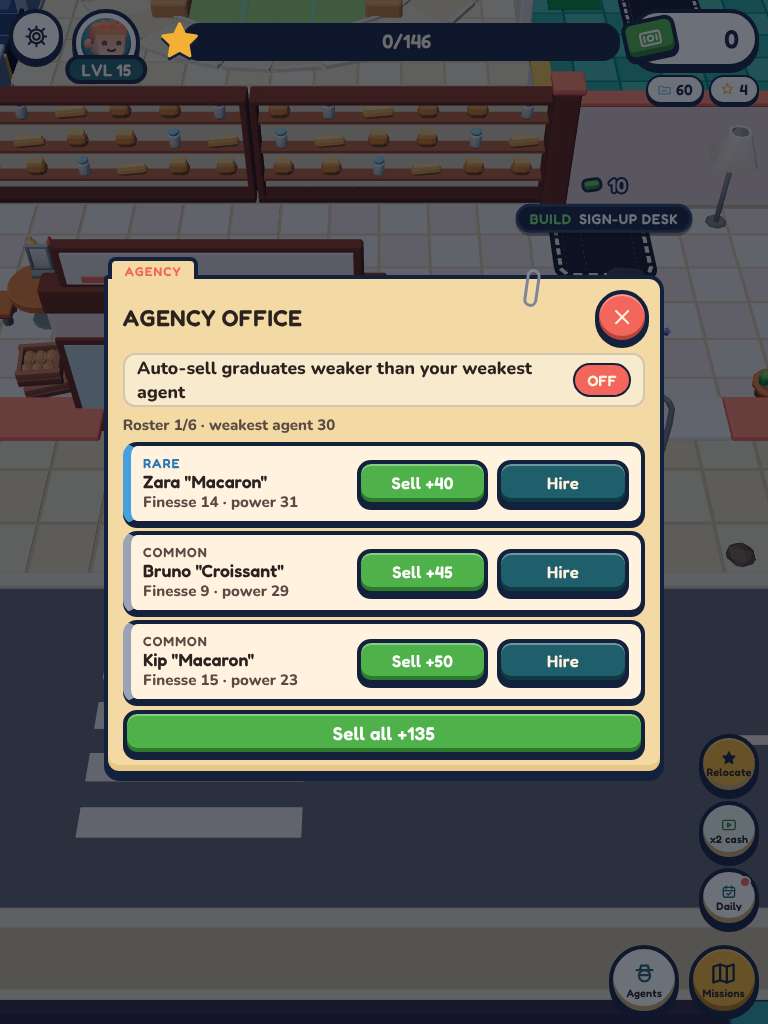 LVL 15
0/146
0
60
4
10
BUILD SIGN-UP DESK
AGENCY
AGENCY OFFICE
Auto-sell graduates weaker than your weakest
agent
OFF
Roster 1/6 · weakest agent 30
RARE
Zara "Macaron"
Finesse 14 · power 31
Sell +40
Hire
COMMON
Bruno "Croissant"
Finesse 9 · power 29
Sell +45
Hire
COMMON
Kip "Macaron"
Finesse 15 · power 23
Sell +50
Hire
Sell all +135
Relocate
x2 cash
Daily
Agents
Missions